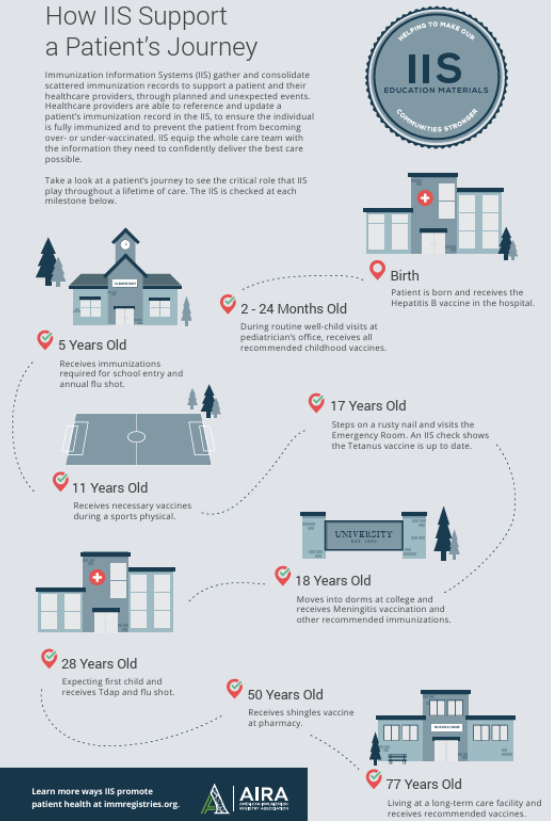 How IIS Support
a Patient's Journey
Immunization Information Systems (IIS) gather and consolidate
scattered immunization records to support a patient and their
healthcare providers, through planned and unexpected events.
Healthcare providers are able to reference and update a
patient's immunization record in the IIS, to ensure the individual
is fully immunized and to prevent the patient from becoming
over- or under-vaccinated. IIS equip the whole care team with
the information they need to confidently deliver the best care
possible.
Take a look at a patient's journey to see the critical role that IIS
play throughout a lifetime of care. The IIS is checked at each
milestone below.
HELPING TO MAKE OUR
IIS
EDUCATION MATERIALS
COMMUNITIES STRONGER
Birth
Patient is born and receives the
Hepatitis B vaccine in the hospital.
2 - 24 Months Old
During routine well-child visits at
pediatrician's office, receives all
recommended childhood vaccines.
ELEMENTARY
5 Years Old
Receives immunizations
required for school entry and
annual flu shot.
11 Years Old
Receives necessary vaccines
during a sports physical.
17 Years Old
Steps on a rusty nail and visits the
Emergency Room. An IIS check shows
the Tetanus vaccine is up to date.
UNIVERSITY
18 Years Old
Moves into dorms at college and
receives Meningitis vaccination and
other recommended immunizations.
28 Years Old
Expecting first child and
receives Tdap and flu shot.
50 Years Old
Receives shingles vaccine
at pharmacy.
77 Years Old
Living at a long-term care facility and
receives recommended vaccines.
Learn more ways IIS promote
patient health at immregistries.org.
AIRA
AMERICAN IMMUNIZATION
REGISTRY ASSOCIATION